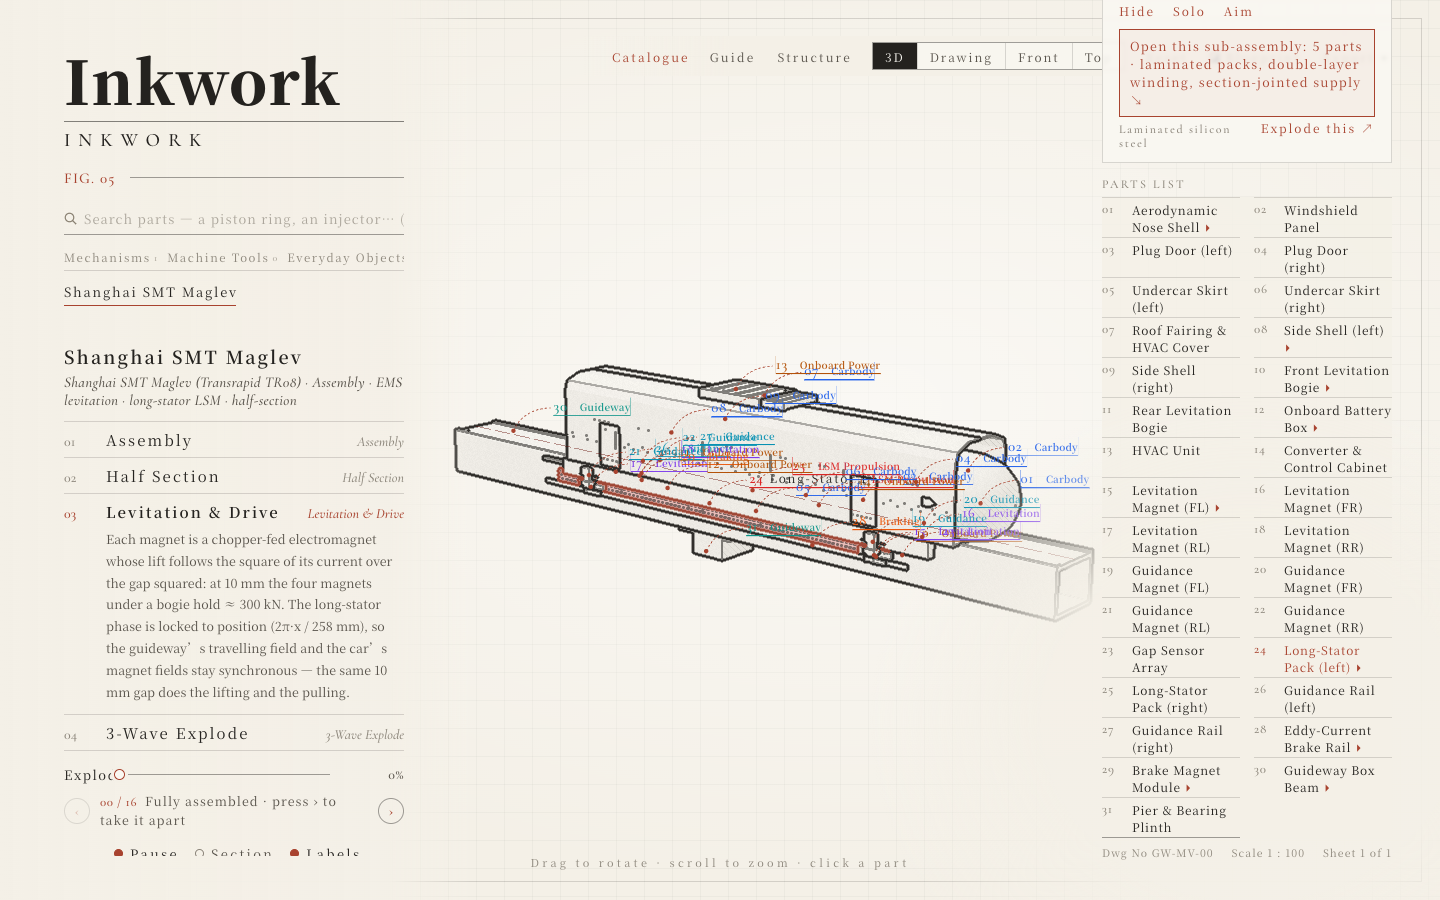 Inkwork
INKWORK
FIG. 05
Search parts — a piston ring, an injector… (
Mechanisms
Machine Tools
Everyday Objects
Shanghai SMT Maglev
Shanghai SMT Maglev
Shanghai SMT Maglev (Transrapid TR08) · Assembly · EMS
levitation · long-stator LSM · half-section
01 Assembly Assembly
02 Half Section Half Section
03 Levitation & Drive Levitation & Drive
Each magnet is a chopper-fed electromagnet
whose lift follows the square of its current over
the gap squared: at 10 mm the four magnets
under a bogie hold ≈ 300 kN. The long-stator
phase is locked to position (2π·x / 258 mm), so
the guideway’s travelling field and the car’s
magnet fields stay synchronous — the same 10
mm gap does the lifting and the pulling.
04 3-Wave Explode 3-Wave Explode
0%
‹ 00 / 16 Fully assembled · press › to ›
take it apart
Pause Section Labels
Catalogue Guide Structure 3D Drawing Front To
13 Onboard Power
07 Carbody
Carbody
08 Carbody
30 Guideway
02 Carbody
04 Carbody
01 Carbody
20 Guidance
16 Levitation
24
LSM Propulsion
Guideway
Braking
Drag to rotate · scroll to zoom · click a part
Hide Solo Aim
Open this sub-assembly: 5 parts
· laminated packs, double-layer
winding, section-jointed supply
↘
Laminated silicon
steel
Explode this ↗
PARTS LIST
01 Aerodynamic
Nose Shell
02 Windshield
Panel
03 Plug Door (left)
04 Plug Door
(right)
05 Undercar Skirt
(left)
06 Undercar Skirt
(right)
07 Roof Fairing &
HVAC Cover
08 Side Shell (left)
09 Side Shell
(right)
10 Front Levitation
Bogie
11 Rear Levitation
Bogie
12 Onboard Battery
Box
13 HVAC Unit
14 Converter &
Control Cabinet
15 Levitation
Magnet (FL)
16 Levitation
Magnet (FR)
17 Levitation
Magnet (RL)
18 Levitation
Magnet (RR)
19 Guidance
Magnet (FL)
20 Guidance
Magnet (FR)
21 Guidance
Magnet (RL)
22 Guidance
Magnet (RR)
23 Gap Sensor
Array
24 Long-Stator
Pack (left)
25 Long-Stator
Pack (right)
26 Guidance Rail
(left)
27 Guidance Rail
(right)
28 Eddy-Current
Brake Rail
29 Brake Magnet
Module
30 Guideway Box
Beam
31 Pier & Bearing
Plinth
Dwg No GW-MV-00 Scale 1 : 100 Sheet 1 of 1